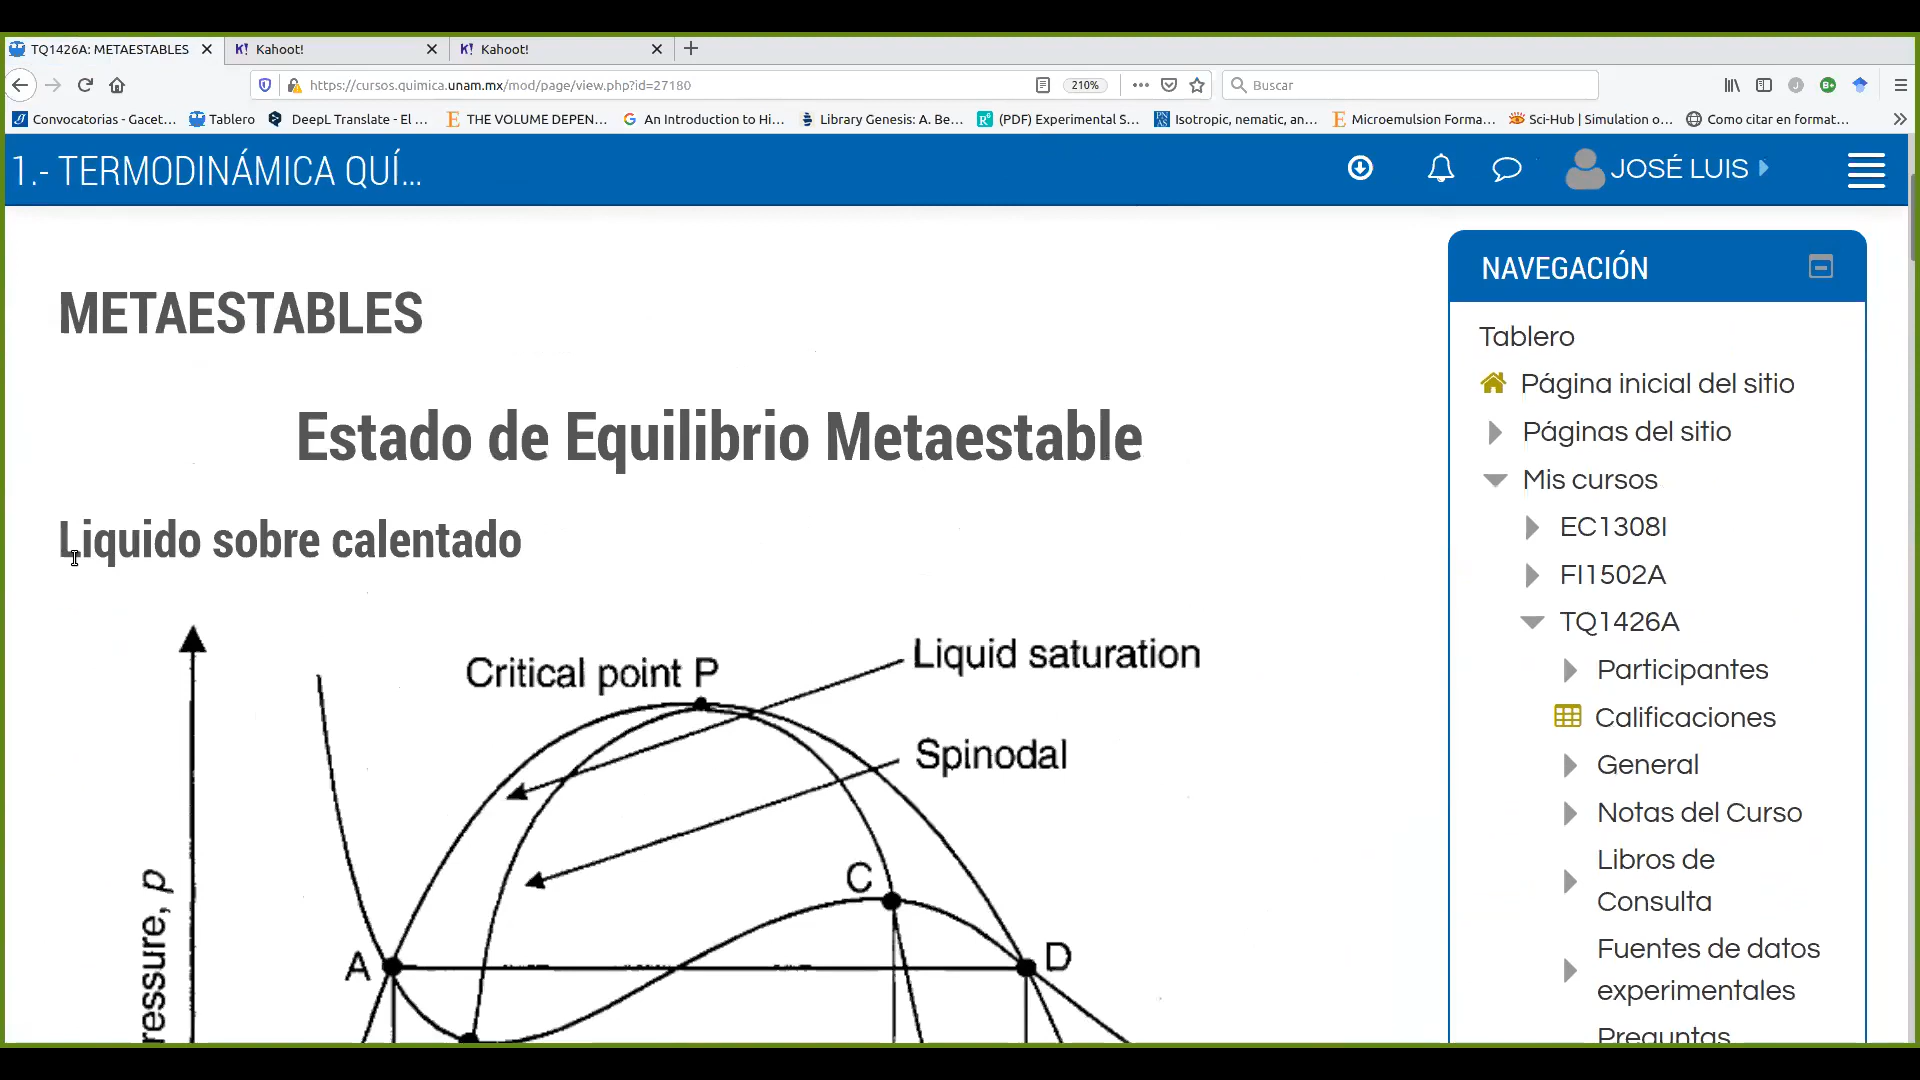 TQ1426A: METAESTABLES
Kahoot!
Kahoot!
https://cursos.quimica.unam.mx/mod/page/view.php?id=27180
210%
Buscar
Convocatorias - Gacet...
Tablero
DeepL Translate - El ...
THE VOLUME DEPEN...
An Introduction to Hi...
Library Genesis: A. Be...
(PDF) Experimental S...
Isotropic, nematic, an...
Microemulsion Forma...
Sci-Hub | Simulation o...
Como citar en format...
1.- TERMODINÁMICA QUÍ...
JOSÉ LUIS
METAESTABLES
Estado de Equilibrio Metaestable
Liquido sobre calentado
Critical point P
Liquid saturation
Spinodal
C
A
D
ressure, p
NAVEGACIÓN
Tablero
Página inicial del sitio
Páginas del sitio
Mis cursos
EC1308I
FI1502A
TQ1426A
Participantes
Calificaciones
General
Notas del Curso
Libros de
Consulta
Fuentes de datos
experimentales
Preguntas